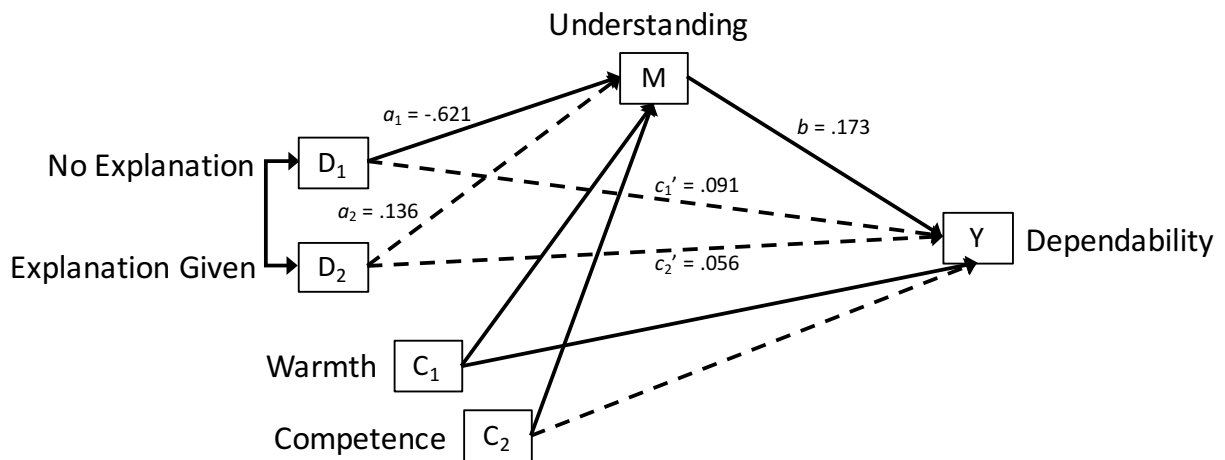 Understanding
M
a₁ = -.621
b = .173
No Explanation
D₁
c₁’ = .091
a₂ = .136
Y
Dependability
Explanation Given
D₂
c₂’ = .056
Warmth
C₁
Competence
C₂